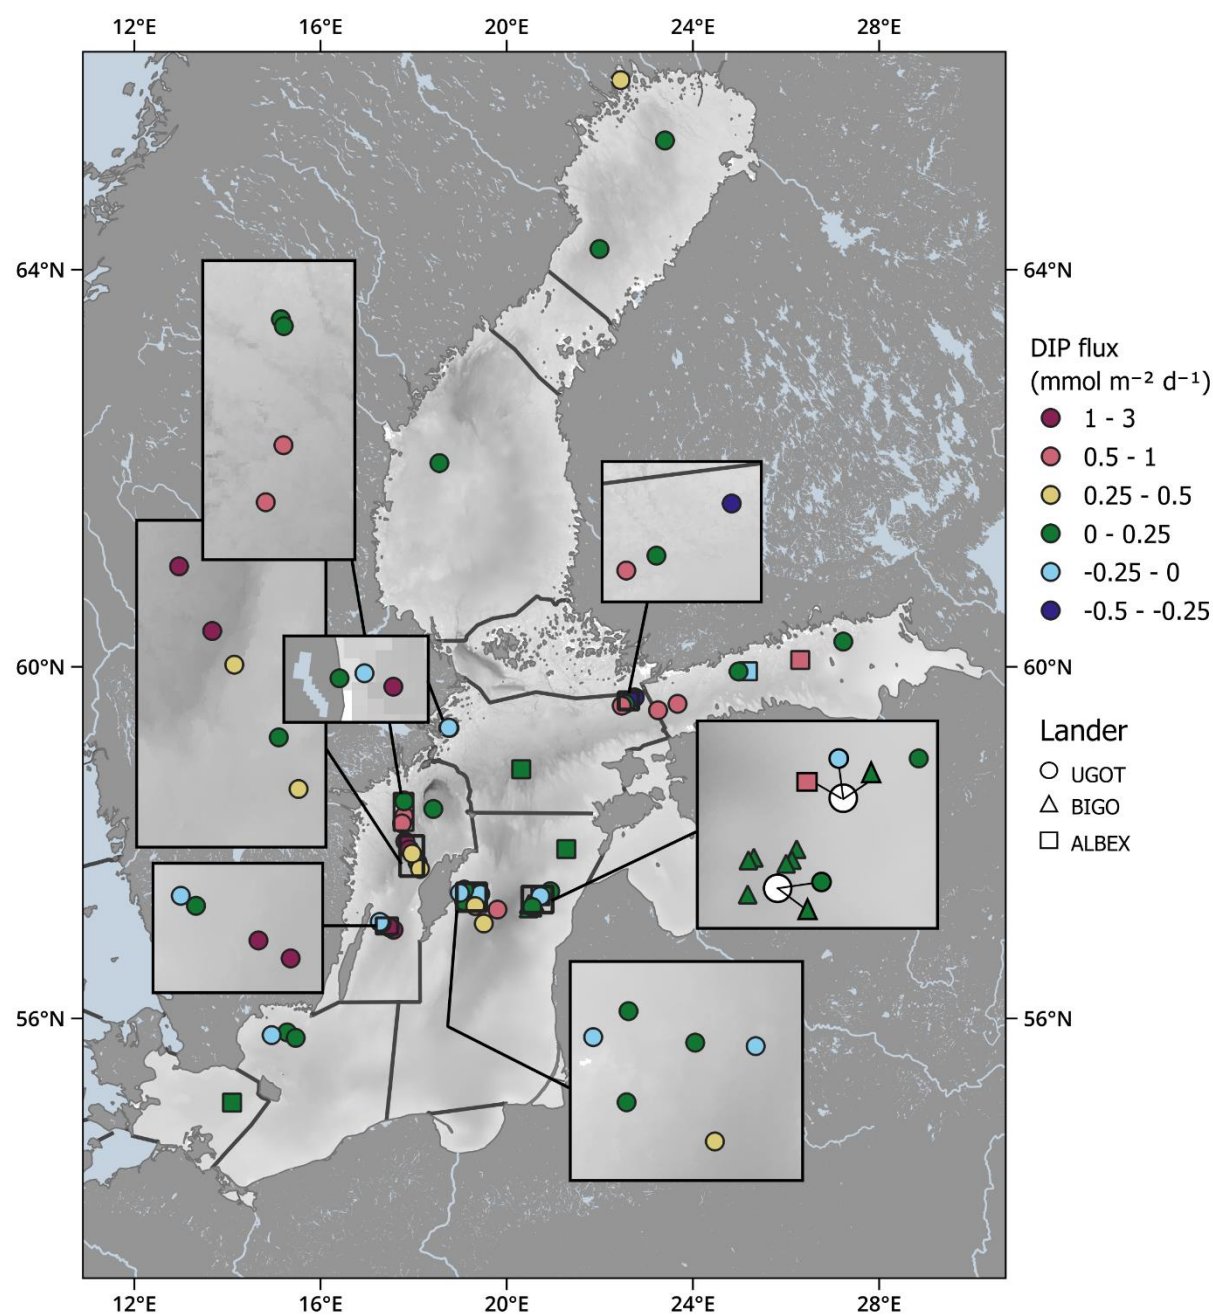 12°E 16°E 20°E 24°E 28°E
64°N 64°N
DIP flux
(mmol m⁻² d⁻¹)
1 - 3
0.5 - 1
0.25 - 0.5
0 - 0.25
-0.25 - 0
-0.5 - -0.25
60°N 60°N
Lander
UGOT
BIGO
ALBEX
56°N 56°N
12°E 16°E 20°E 24°E 28°E